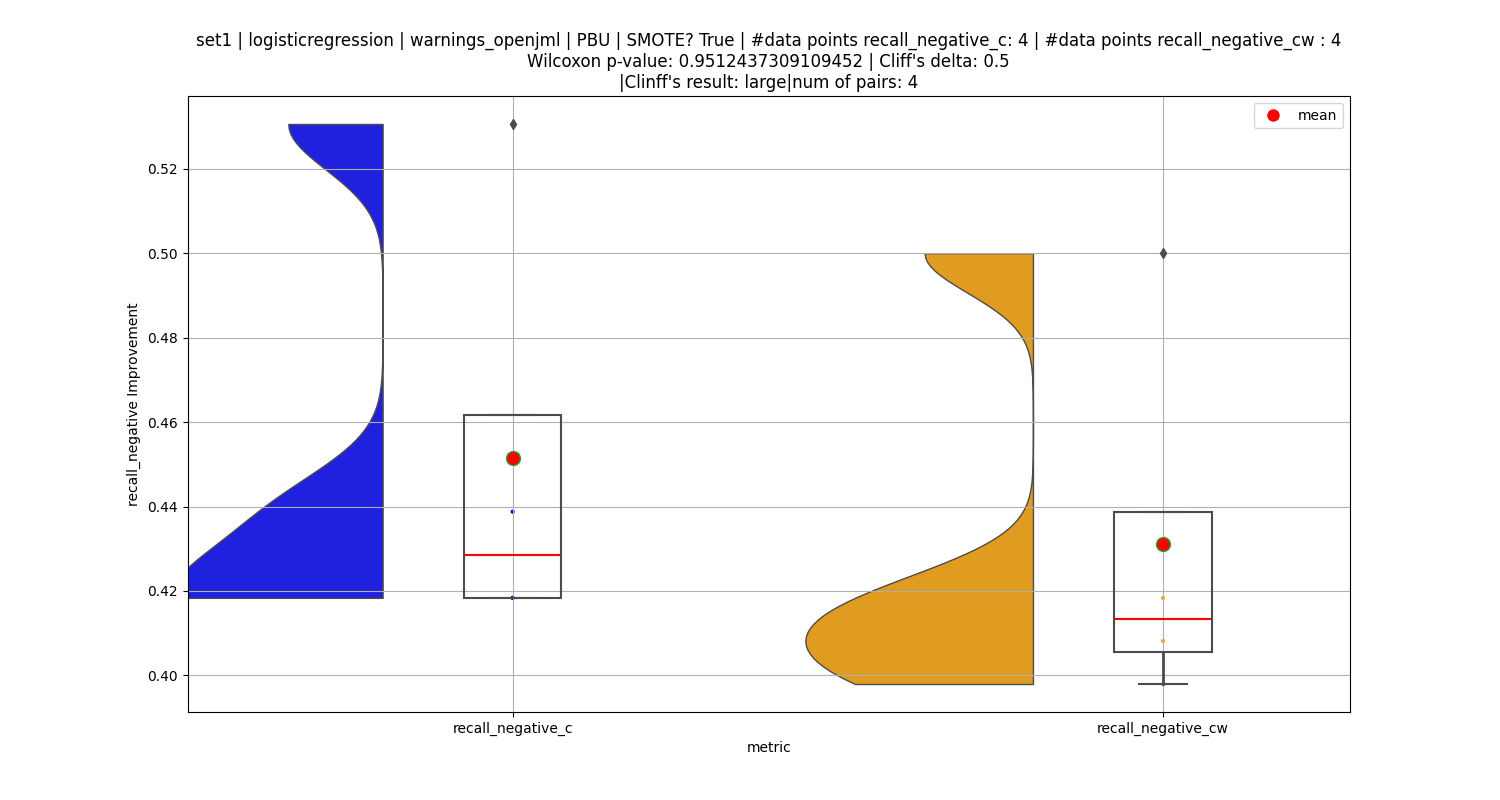 set1 | logisticregression | warnings_openjml | PBU | SMOTE? True | #data points recall_negative_c: 4 | #data points recall_negative_cw : 4
Wilcoxon p-value: 0.9512437309109452 | Cliff's delta: 0.5
|Clinff's result: large|num of pairs: 4
mean
0.52
0.50
0.48
0.46
0.44
0.42
0.40
recall_negative Improvement
recall_negative_c
recall_negative_cw
metric